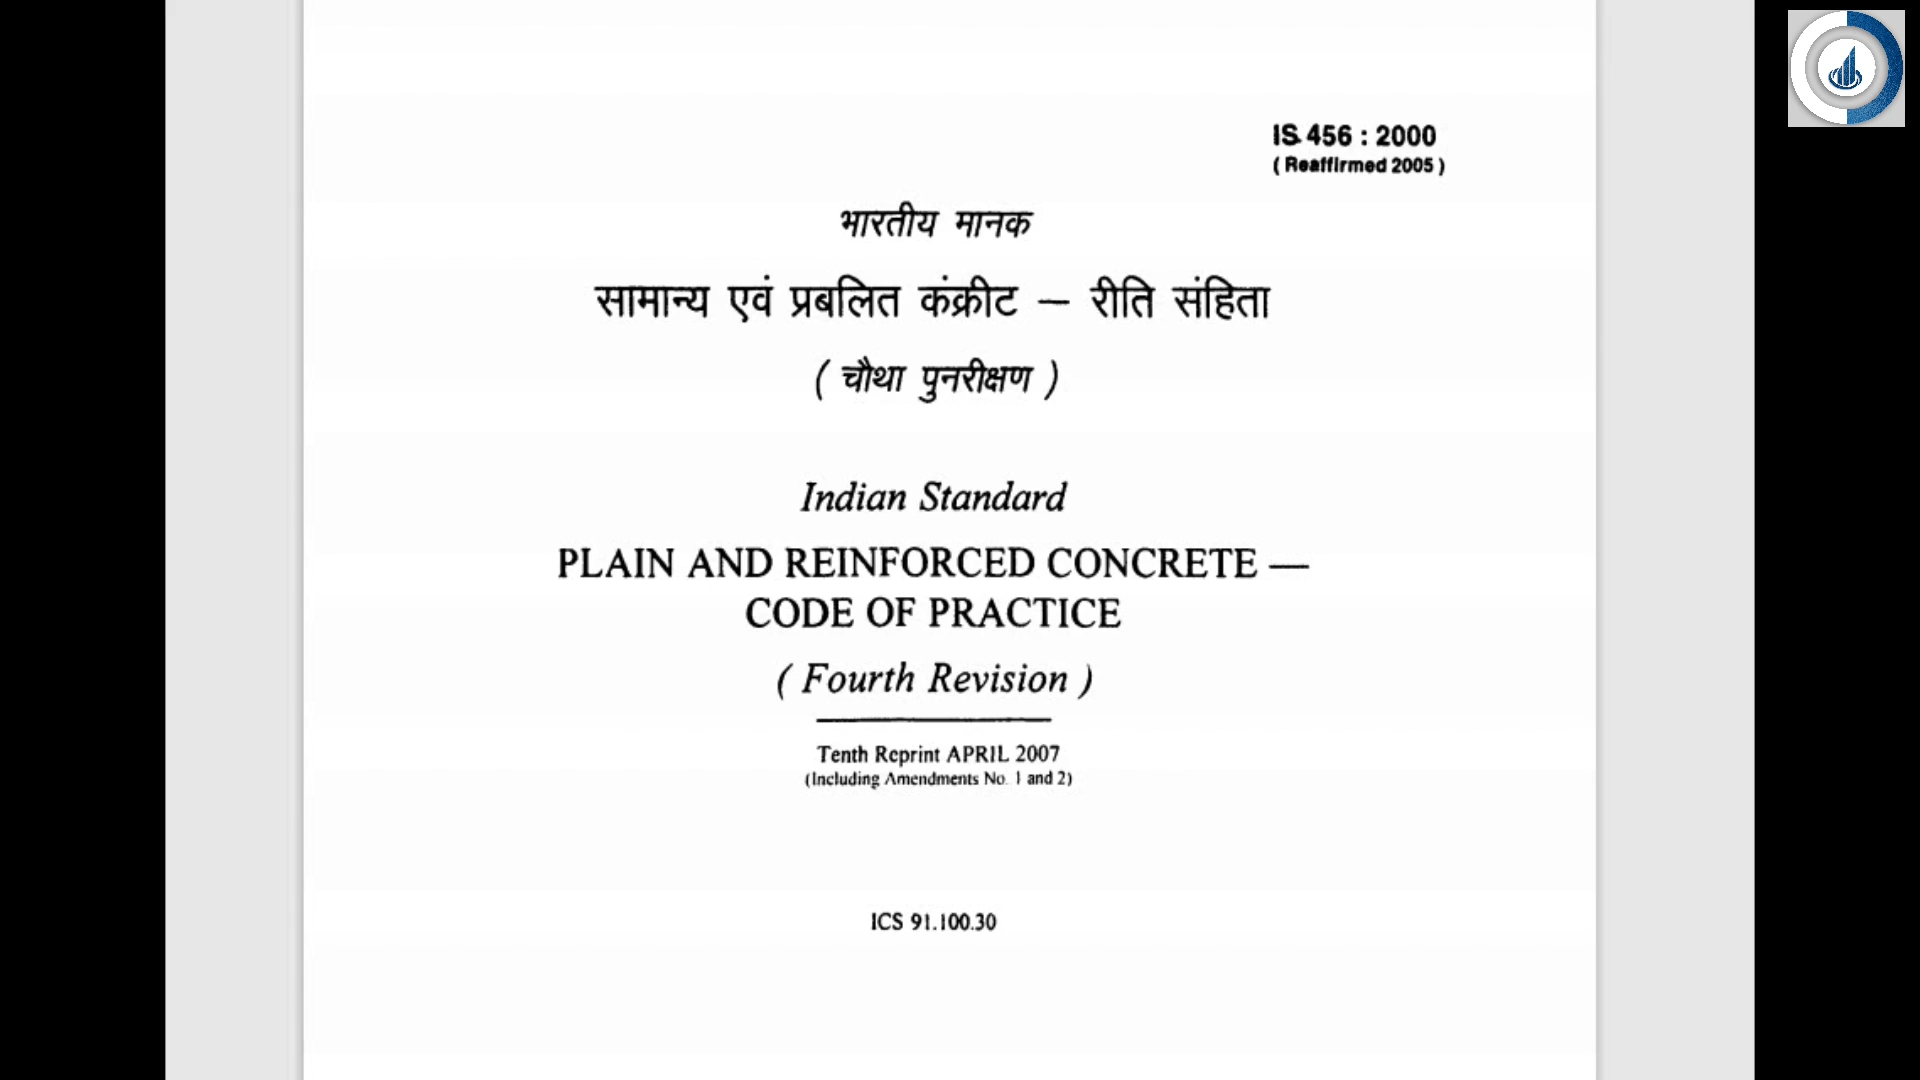 IS 456 : 2000
( Reaffirmed 2005 )
भारतीय मानक
सामान्य एवं प्रबलित कंक्रीट — रीति संहिता
( चौथा पुनरीक्षण )
Indian Standard
PLAIN AND REINFORCED CONCRETE —
CODE OF PRACTICE
( Fourth Revision )
Tenth Reprint APRIL 2007
(Including Amendments No. 1 and 2)
ICS 91.100.30